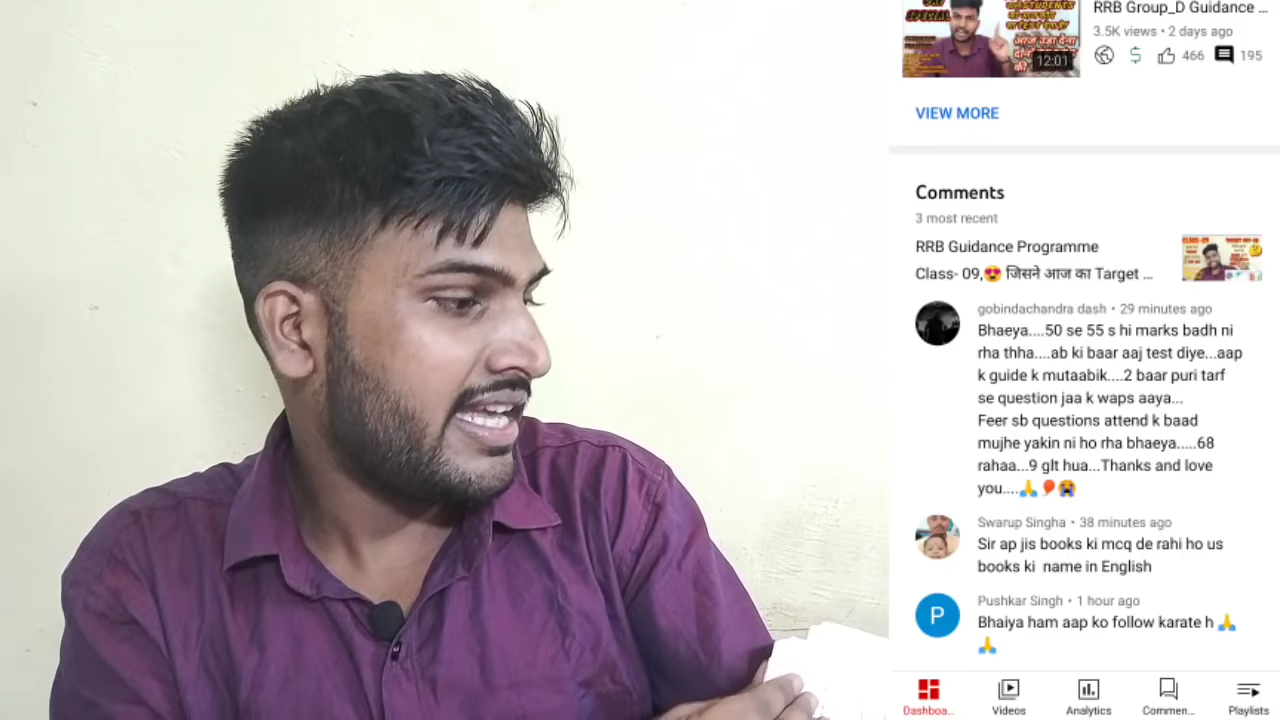 SPECIAL
STUDENTS
12:01
RRB Group_D Guidance ...
3.5K views • 2 days ago
466
195
VIEW MORE
Comments
3 most recent
RRB Guidance Programme
Class- 09,😍 जिसने आज का Target ...
gobindachandra dash • 29 minutes ago
Bhaeya....50 se 55 s hi marks badh ni
rha thha....ab ki baar aaj test diye...aap
k guide k mutaabik....2 baar puri tarf
se question jaa k waps aaya...
Feer sb questions attend k baad
mujhe yakin ni ho rha bhaeya.....68
rahaa...9 glt hua...Thanks and love
you....🙏🎈😭
Swarup Singha • 38 minutes ago
Sir ap jis books ki mcq de rahi ho us
books ki name in English
P
Pushkar Singh • 1 hour ago
Bhaiya ham aap ko follow karate h 🙏
🙏
Dashboa...
Videos
Analytics
Commen...
Playlists